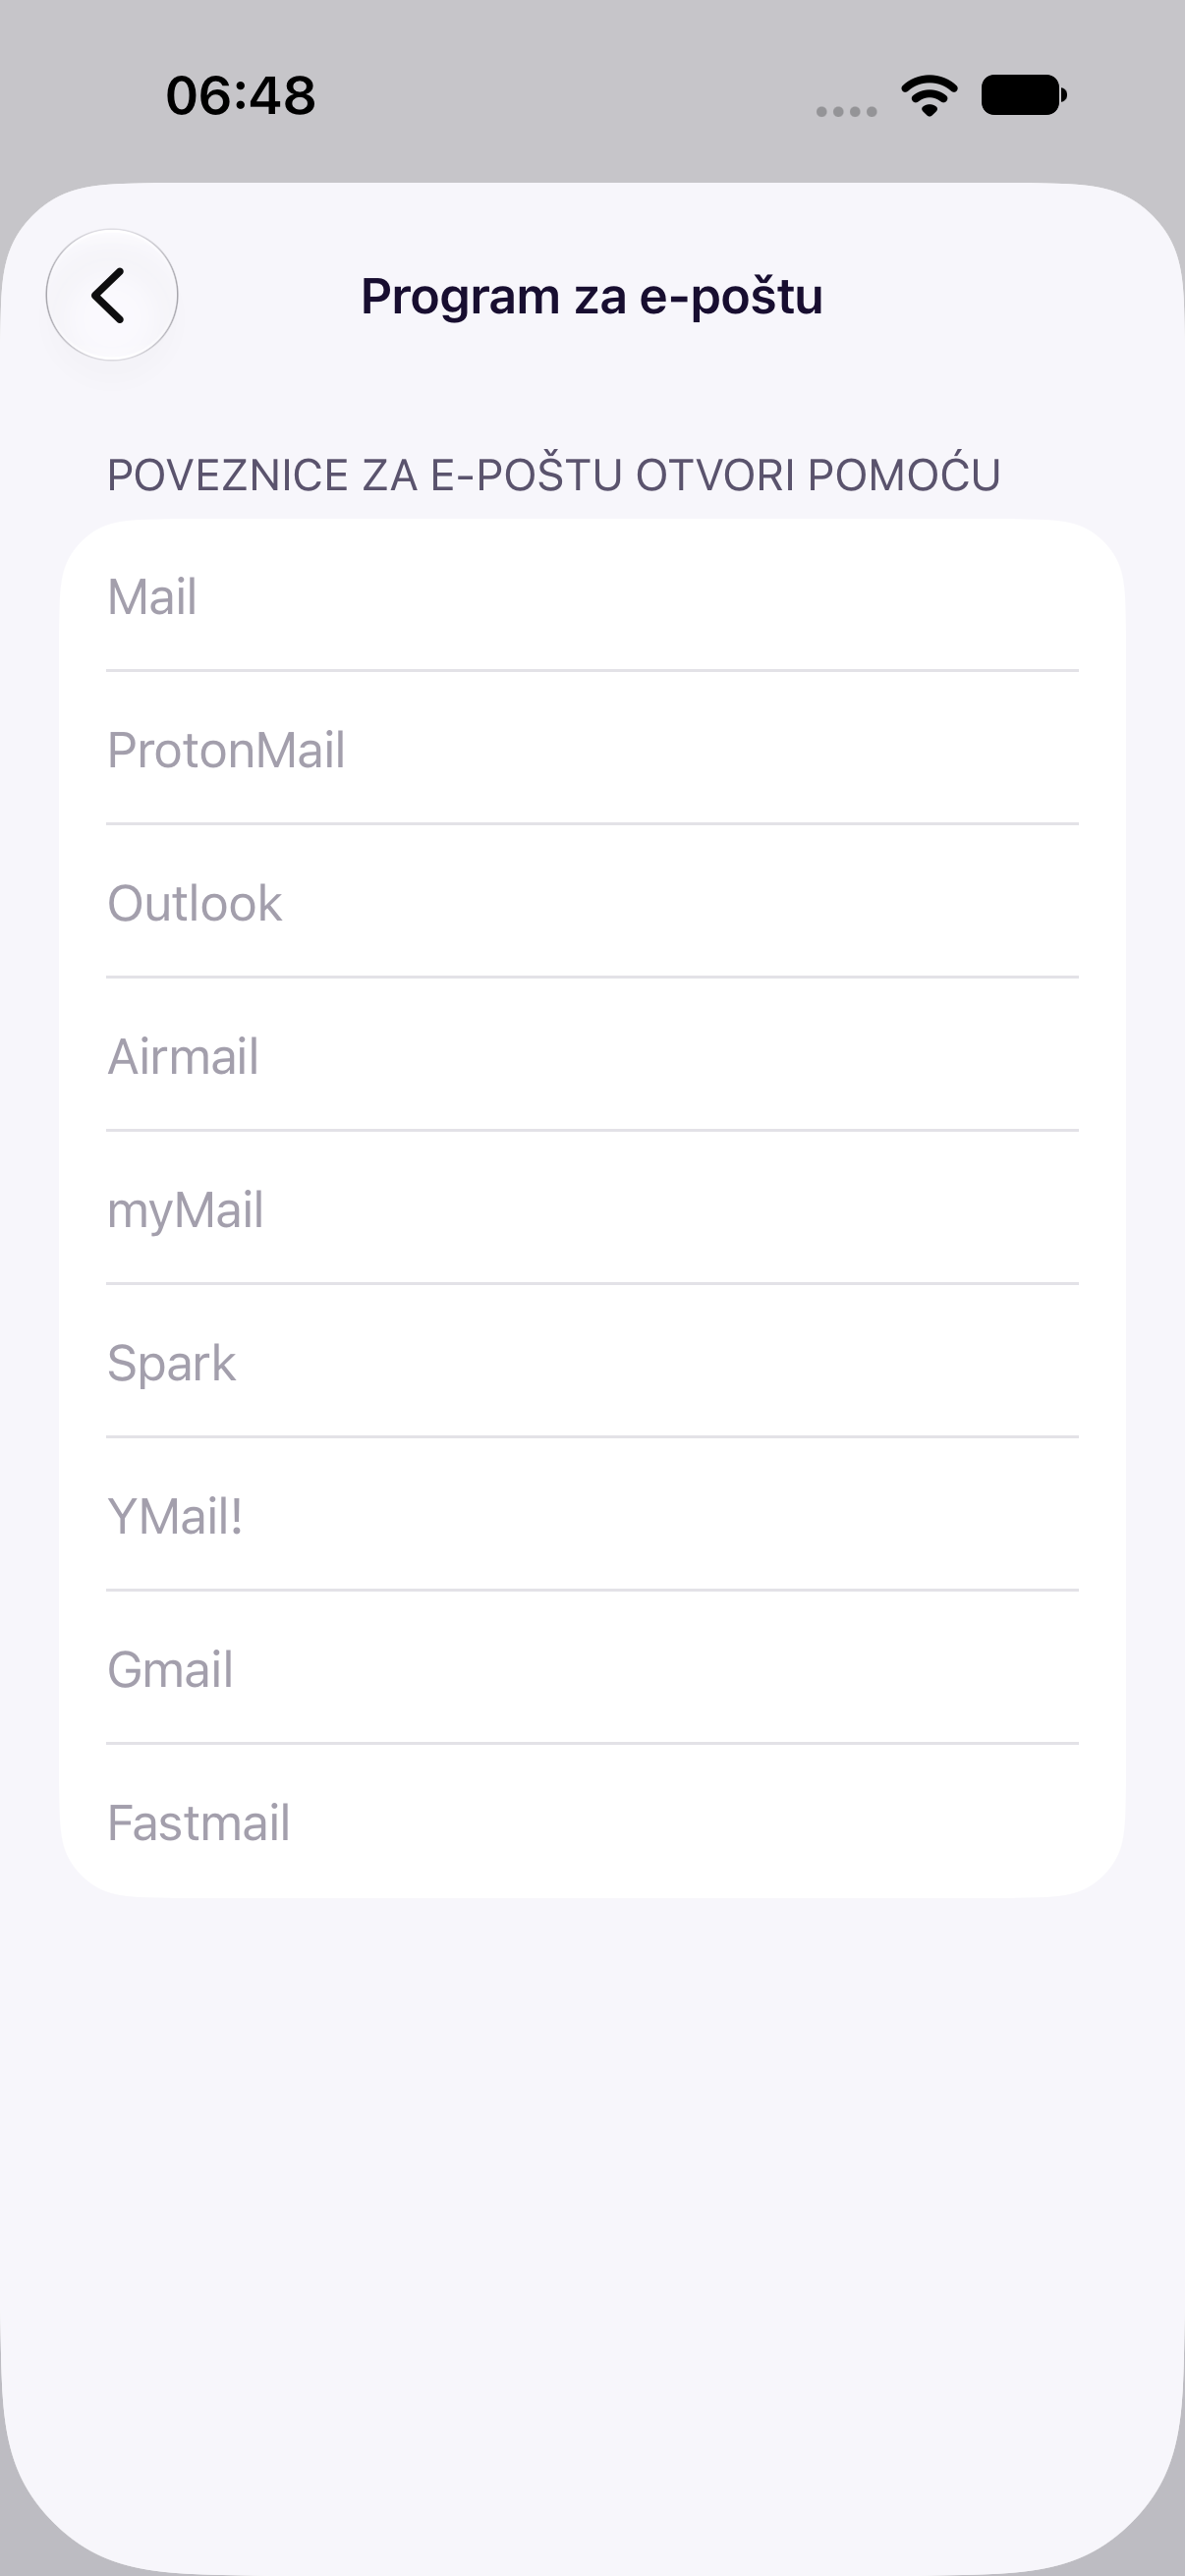 06:48
Program za e-poštu
POVEZNICE ZA E-POŠTU OTVORI POMOĆU
Mail
ProtonMail
Outlook
Airmail
myMail
Spark
YMail!
Gmail
Fastmail